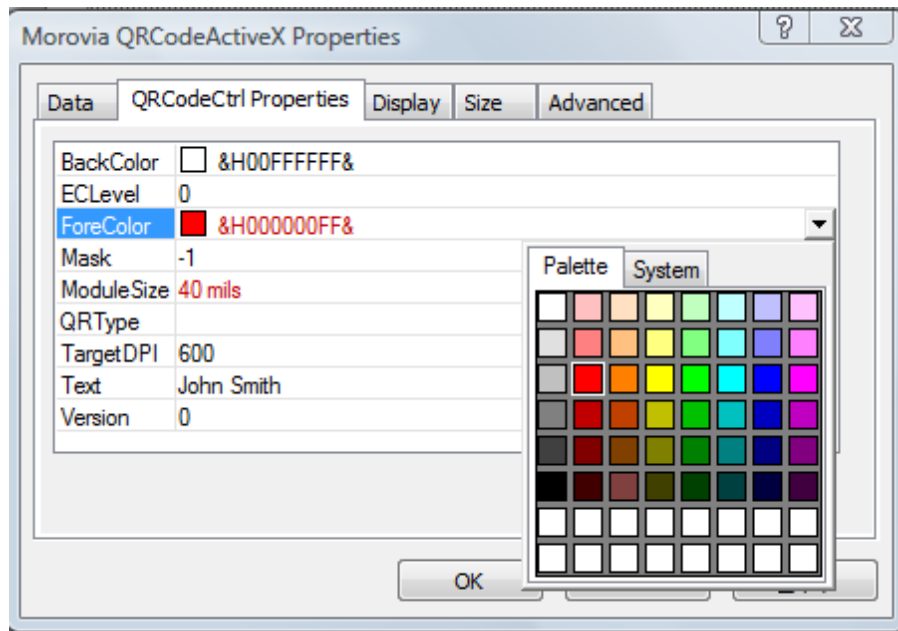 Morovia QRCodeActiveX Properties
Data QRCodeCtrl Properties Display Size Advanced
BackColor &H00FFFFFF&
ECLevel 0
ForeColor &H000000FF&
Mask -1
Palette System
ModuleSize 40 mils
QRType
TargetDPI 600
Text John Smith
Version 0
OK